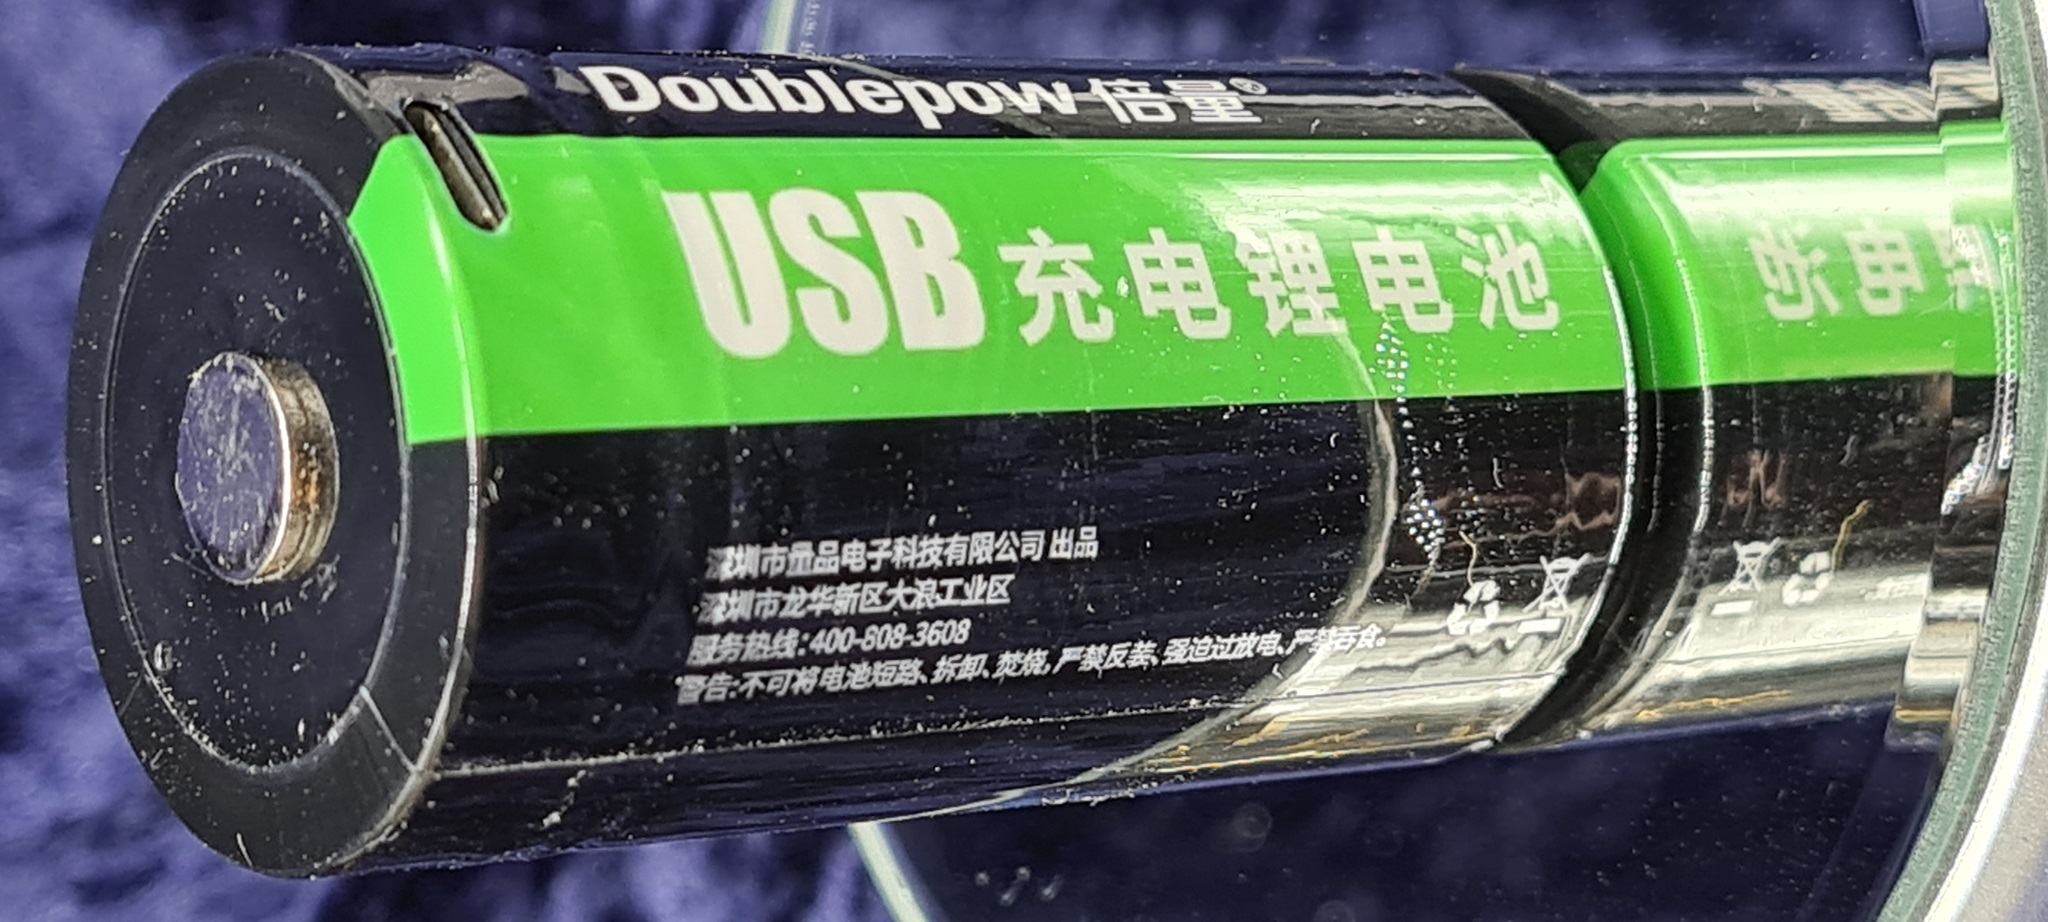 Doublepow 倍量®
USB 充电锂电池
深圳市量品电子科技有限公司 出品
深圳市龙华新区大浪工业区
服务热线：400-808-3608
警告:不可将电池短路、拆卸、焚烧,严禁反装、强迫过放电、严禁吞食。